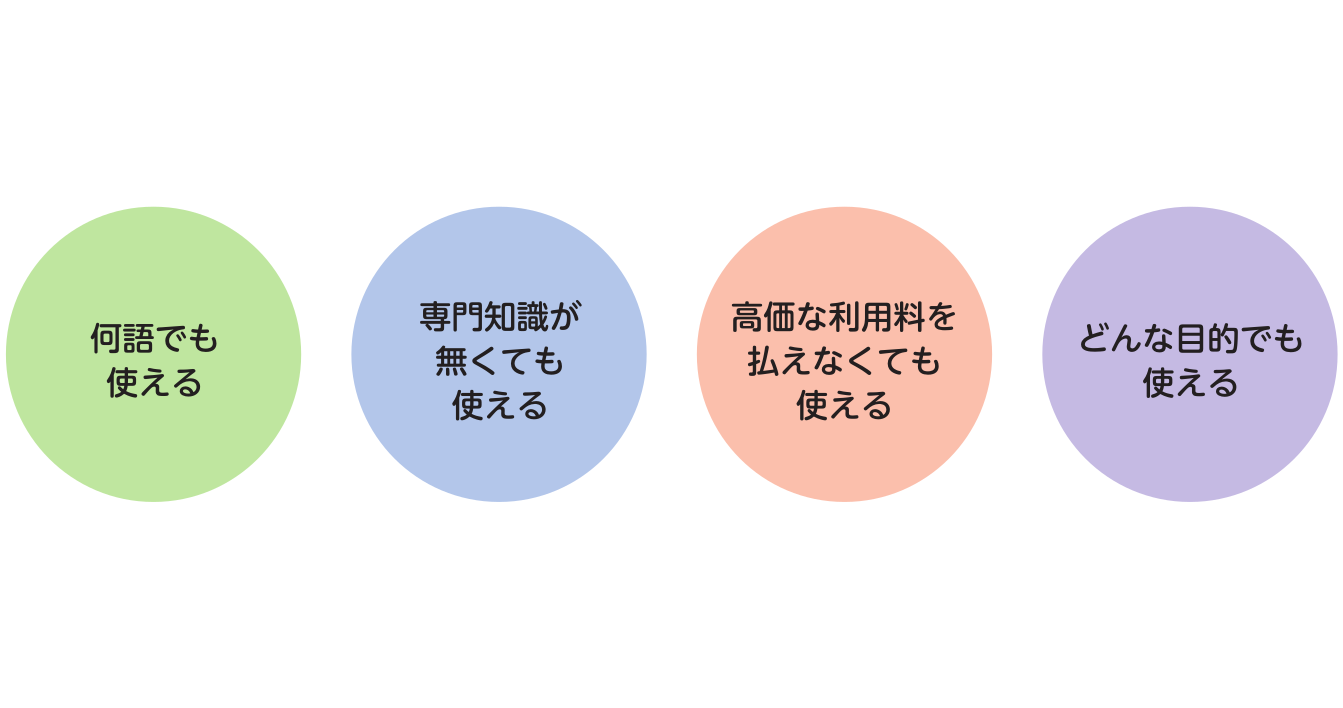 何語でも
使える
専門知識が
無くても
使える
高価な利用料を
払えなくても
使える
どんな目的でも
使える